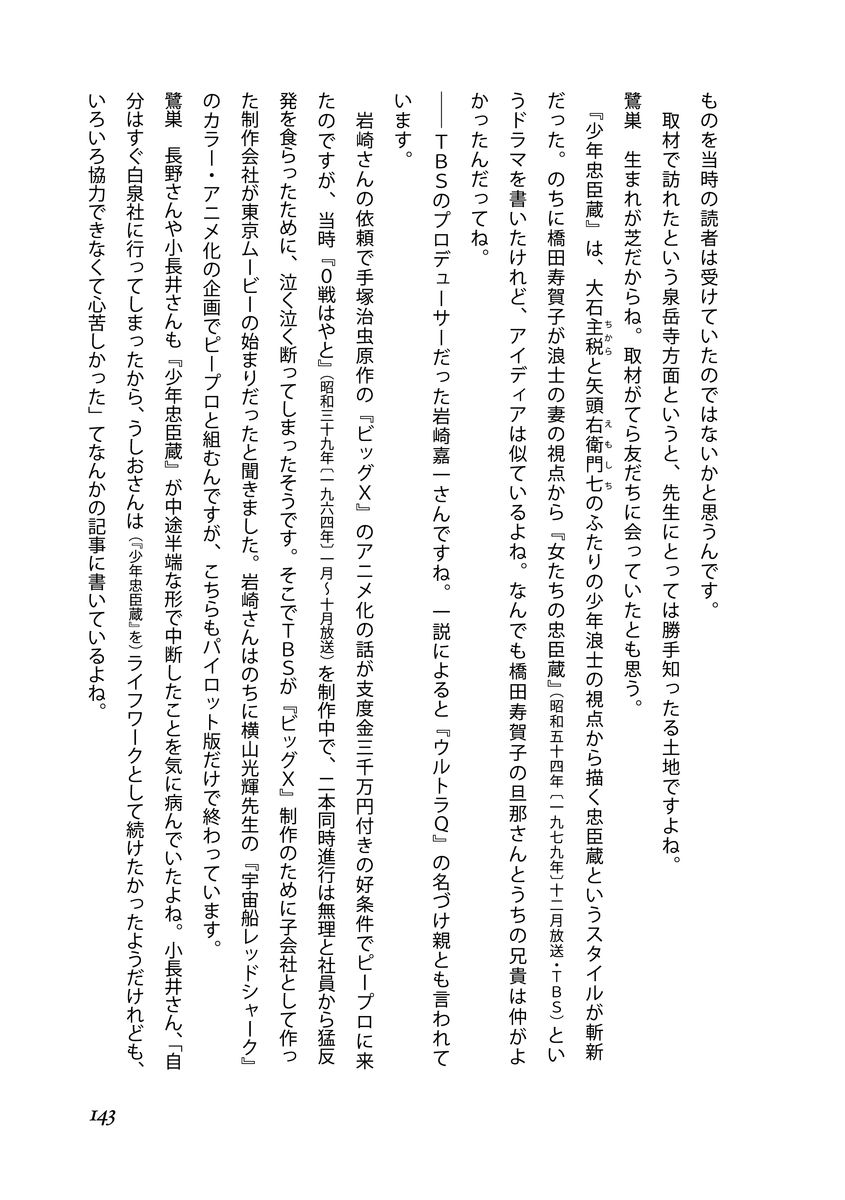 ものを当時の読者は受けていたのではないかと思うんです。
取材で訪れたという泉岳寺方面というと、先生にとっては勝手知ったる土地ですよね。
鷺巣　生まれが芝だからね。取材がてら友だちに会っていたとも思う。
『少年忠臣蔵』は、大石主税ちからと矢頭右衛門七えもしちのふたりの少年浪士の視点から描く忠臣蔵というスタイルが斬新
だった。のちに橋田寿賀子が浪士の妻の視点から『女たちの忠臣蔵』（昭和五十四年〔一九七九年〕十二月放送・ＴＢＳ）とい
うドラマを書いたけれど、アイディアは似ているよね。なんでも橋田寿賀子の旦那さんとうちの兄貴は仲がよ
かったんだってね。
――ＴＢＳのプロデューサーだった岩崎嘉一さんですね。一説によると『ウルトラＱ』の名づけ親とも言われて
います。
岩崎さんの依頼で手塚治虫原作の『ビッグＸ』のアニメ化の話が支度金三千万円付きの好条件でピープロに来
たのですが、当時『０戦はやと』（昭和三十九年〔一九六四年〕一月～十月放送）を制作中で、二本同時進行は無理と社員から猛反
発を食らったために、泣く泣く断ってしまったそうです。そこでＴＢＳが『ビッグＸ』制作のために子会社として作っ
た制作会社が東京ムービーの始まりだったと聞きました。岩崎さんはのちに横山光輝先生の『宇宙船レッドシャーク』
のカラー・アニメ化の企画でピープロと組むんですが、こちらもパイロット版だけで終わっています。
鷺巣　長野さんや小長井さんも『少年忠臣蔵』が中途半端な形で中断したことを気に病んでいたよね。小長井さん、「自
分はすぐ白泉社に行ってしまったから、うしおさんは（『少年忠臣蔵』を）ライフワークとして続けたかったようだけれども、
いろいろ協力できなくて心苦しかった」てなんかの記事に書いているよね。
143